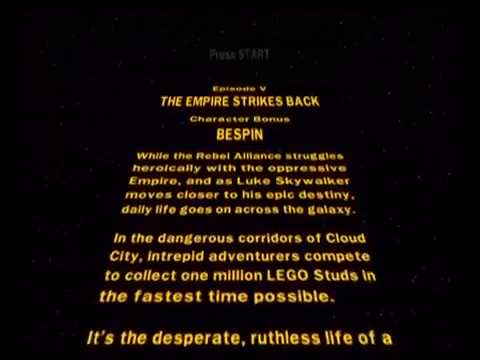 Press START
Episode V
THE EMPIRE STRIKES BACK
Character Bonus
BESPIN
While the Rebel Alliance struggles
heroically with the oppressive
Empire, and as Luke Skywalker
moves closer to his epic destiny,
daily life goes on across the galaxy.
In the dangerous corridors of Cloud
City, intrepid adventurers compete
to collect one million LEGO Studs in
the fastest time possible.
It's the desperate, ruthless life of a